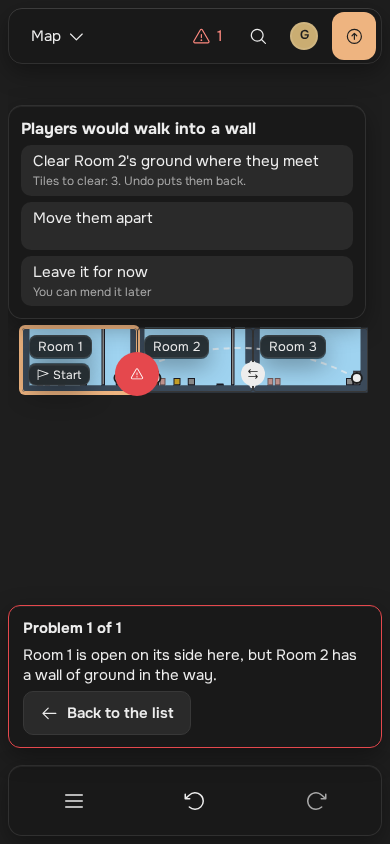 Map
1
G
Players would walk into a wall
Clear Room 2's ground where they meet
Tiles to clear: 3. Undo puts them back.
Move them apart
Leave it for now
You can mend it later
Room 1
Room 2
Room 3
Start
Problem 1 of 1
Room 1 is open on its side here, but Room 2 has
a wall of ground in the way.
Back to the list